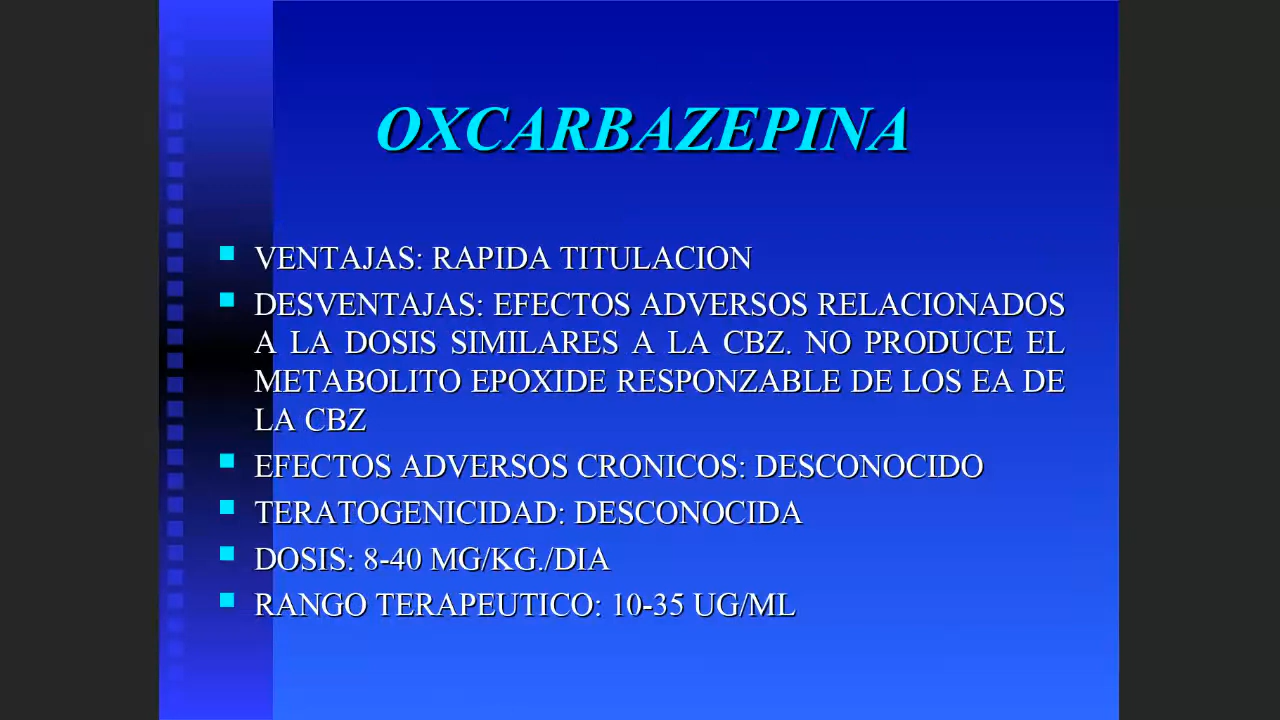 OXCARBAZEPINA
VENTAJAS: RAPIDA TITULACION
DESVENTAJAS: EFECTOS ADVERSOS RELACIONADOS
A LA DOSIS SIMILARES A LA CBZ. NO PRODUCE EL
METABOLITO EPOXIDE RESPONZABLE DE LOS EA DE
LA CBZ
EFECTOS ADVERSOS CRONICOS: DESCONOCIDO
TERATOGENICIDAD: DESCONOCIDA
DOSIS: 8-40 MG/KG./DIA
RANGO TERAPEUTICO: 10-35 UG/ML